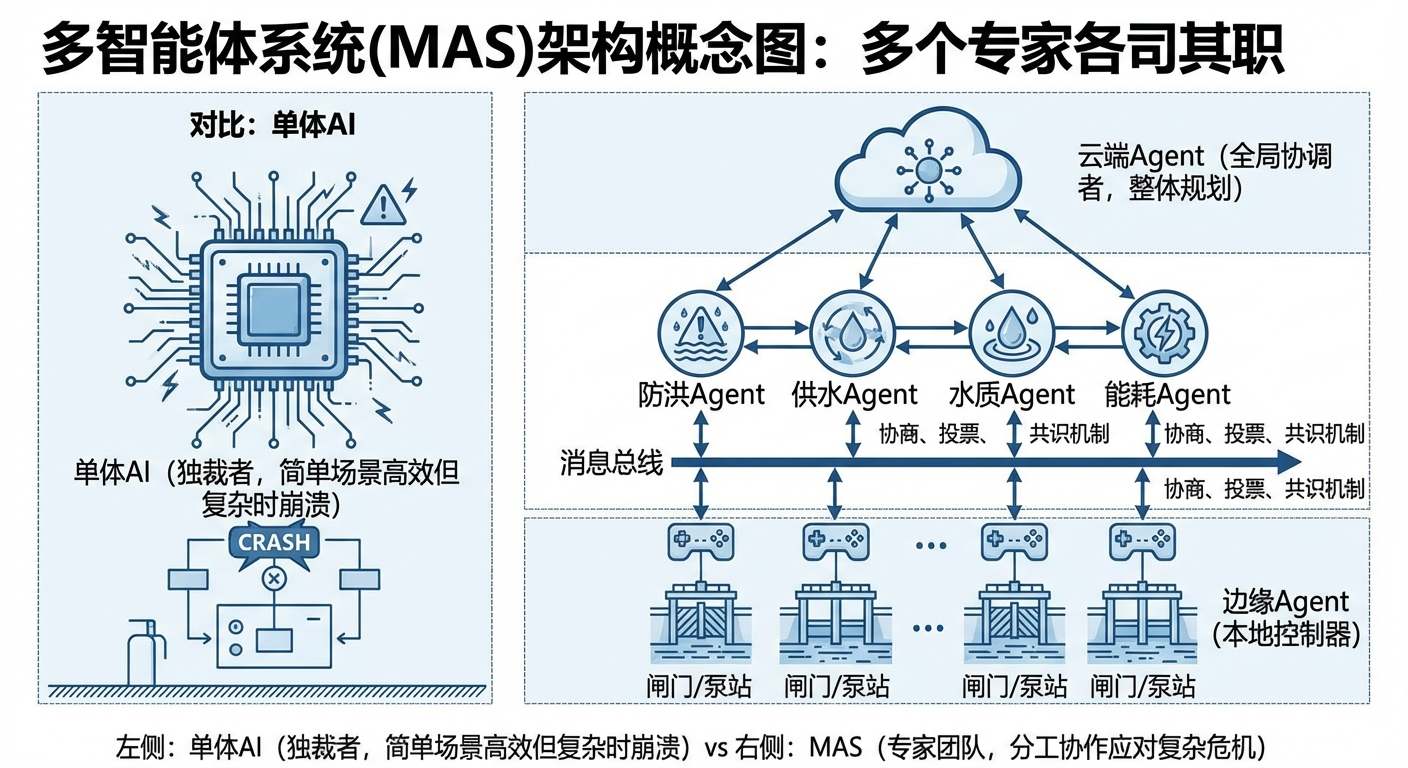 多智能体系统(MAS)架构概念图：多个专家各司其职
对比：单体AI
单体AI（独裁者，简单场景高效但
复杂时崩溃）
CRASH
云端Agent（全局协调
者，整体规划）
防洪Agent
供水Agent
水质Agent
能耗Agent
协商、投票、
共识机制
协商、投票、共识机制
消息总线
协商、投票、共识机制
边缘Agent
（本地控制器）
闸门/泵站
闸门/泵站
闸门/泵站
闸门/泵站
左侧：单体AI（独裁者，简单场景高效但复杂时崩溃）vs 右侧：MAS（专家团队，分工协作应对复杂危机）